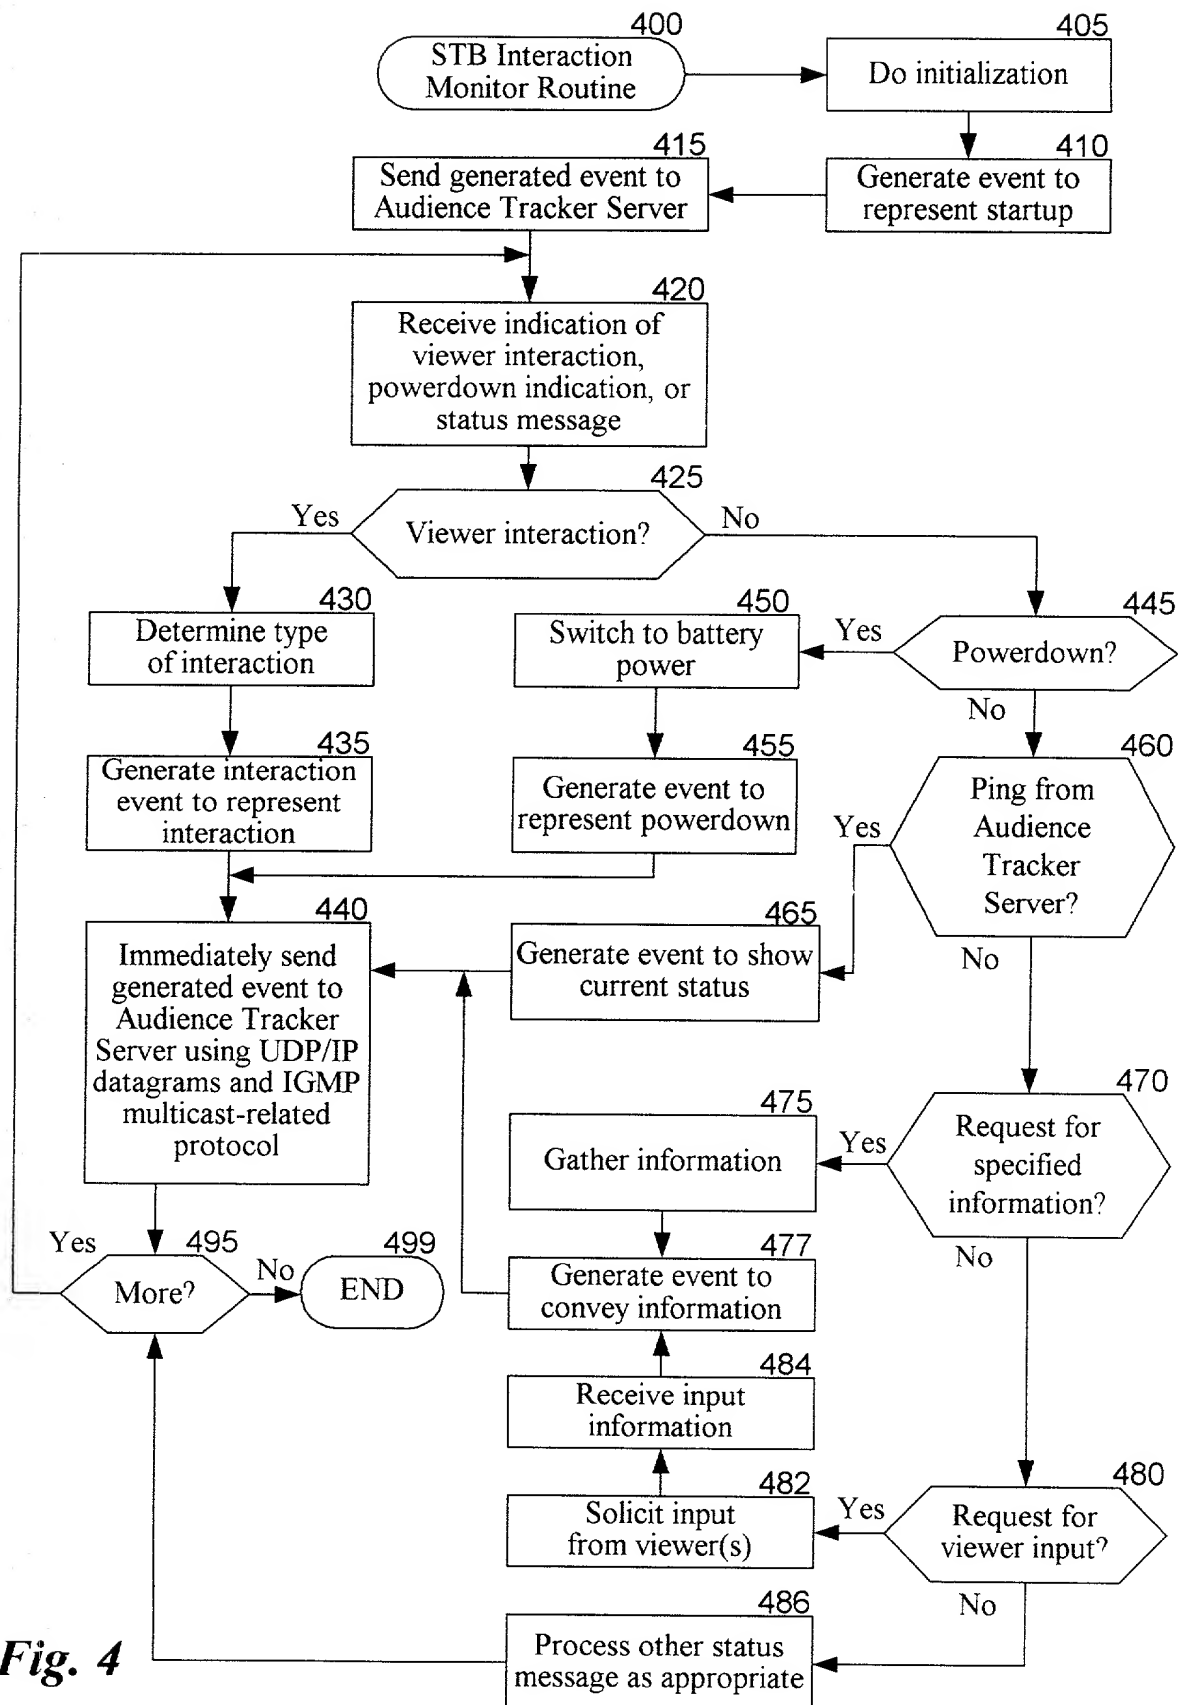 400
STB Interaction
Monitor Routine
405
Do initialization
410
Generate event to
represent startup
415
Send generated event to
Audience Tracker Server
420
Receive indication of
viewer interaction,
powerdown indication, or
status message
425
Viewer interaction?
Yes
No
430
Determine type
of interaction
435
Generate interaction
event to represent
interaction
440
Immediately send
generated event to
Audience Tracker
Server using UDP/IP
datagrams and IGMP
multicast-related
protocol
445
Powerdown?
Yes
No
450
Switch to battery
power
455
Generate event to
represent powerdown
460
Ping from
Audience
Tracker
Server?
Yes
No
465
Generate event to show
current status
470
Request for
specified
information?
Yes
No
475
Gather information
477
Generate event to
convey information
480
Request for
viewer input?
Yes
No
482
Solicit input
from viewer(s)
484
Receive input
information
486
Process other status
message as appropriate
495
More?
Yes
No
499
END
Fig. 4